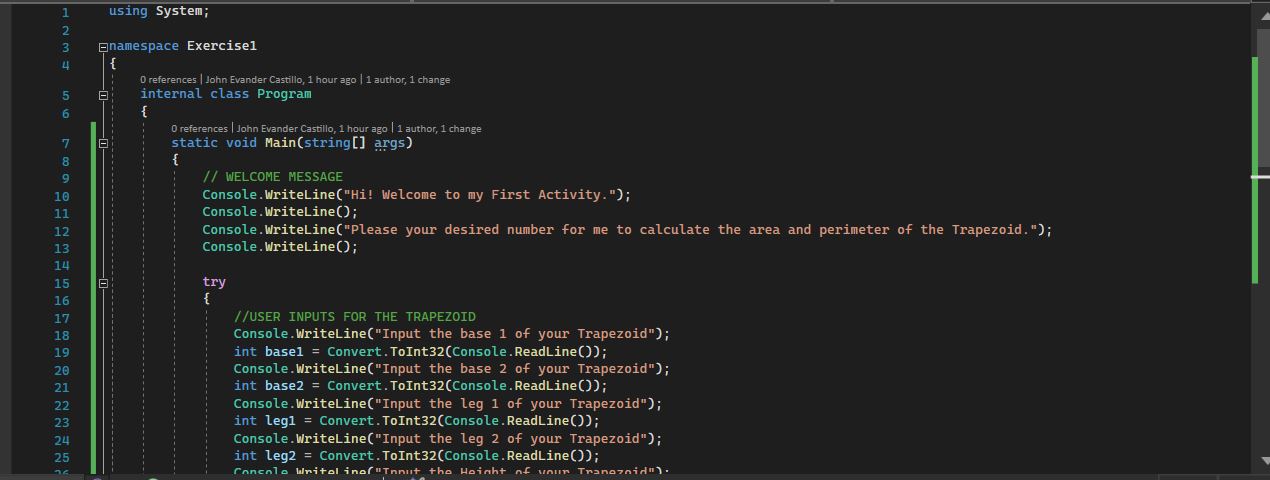 1 using System;
2
3 namespace Exercise1
4 {
0 references | John Evander Castillo, 1 hour ago | 1 author, 1 change
5 internal class Program
6 {
0 references | John Evander Castillo, 1 hour ago | 1 author, 1 change
7 static void Main(string[] args)
8 {
9 // WELCOME MESSAGE
10 Console.WriteLine("Hi! Welcome to my First Activity.");
11 Console.WriteLine();
12 Console.WriteLine("Please your desired number for me to calculate the area and perimeter of the Trapezoid.");
13 Console.WriteLine();
14
15 try
16 {
17 //USER INPUTS FOR THE TRAPEZOID
18 Console.WriteLine("Input the base 1 of your Trapezoid");
19 int base1 = Convert.ToInt32(Console.ReadLine());
20 Console.WriteLine("Input the base 2 of your Trapezoid");
21 int base2 = Convert.ToInt32(Console.ReadLine());
22 Console.WriteLine("Input the leg 1 of your Trapezoid");
23 int leg1 = Convert.ToInt32(Console.ReadLine());
24 Console.WriteLine("Input the leg 2 of your Trapezoid");
25 int leg2 = Convert.ToInt32(Console.ReadLine());
26 Console.WriteLine("Input the Height of your Trapezoid");